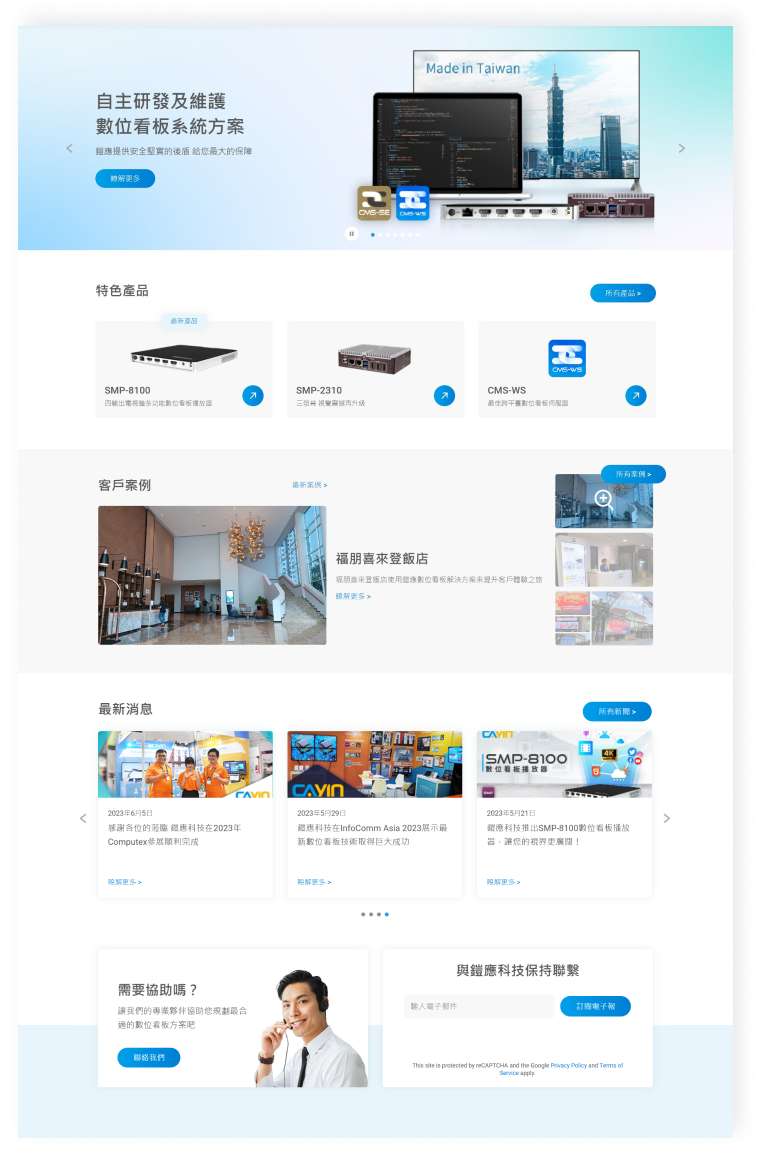 Made in Taiwan
自主研發及維護
數位看板系統方案
鎧應提供安全堅實的後盾 給您最大的保障
瞭解更多
CMS-SE
CMS-WS
特色產品
所有產品 >
最新產品
CMS-WS
SMP-8100
四輸出電視牆多功能數位看板播放器
SMP-2310
三螢幕 視覺震撼再升級
CMS-WS
最佳跨平臺數位看板伺服器
客戶案例
最新案例 >
所有案例 >
福朋喜來登飯店
福朋喜來登飯店使用鎧應數位看板解決方案來提升客戶體驗之旅
瞭解更多 >
最新消息
所有新聞 >
CAYIN
CAYIN
CAYIN
SMP-8100
數位看板播放器
4K
2023年6月5日
感謝各位的蒞臨 鎧應科技在2023年
Computex參展順利完成
瞭解更多 >
2023年5月29日
鎧應科技在InfoComm Asia 2023展示最
新數位看板技術取得巨大成功
瞭解更多 >
2023年5月21日
鎧應科技推出SMP-8100數位看板播放
器，讓您的視界更廣闊！
瞭解更多 >
需要協助嗎？
讓我們的專業夥伴協助您規劃最合
適的數位看板方案吧
聯絡我們
與鎧應科技保持聯繫
輸入電子郵件
訂閱電子報
This site is protected by reCAPTCHA and the Google Privacy Policy and Terms of
Service apply.